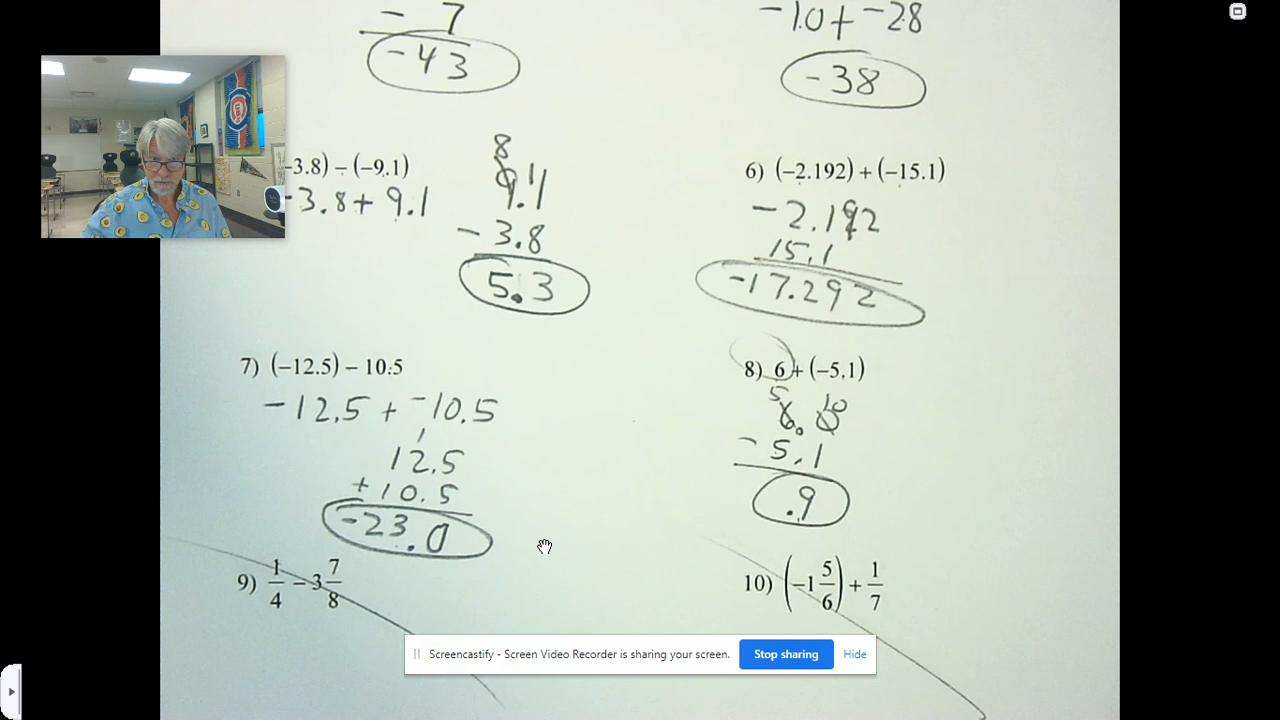 - 7
-43
-10 + -28
-38
-3.8) – (-9.1)
-3.8 + 9.1
8 1
9.1
- 3.8
5.3
6) (-2.192) + (-15.1)
-2.192
15.1
-17.292
7) (-12.5) – 10.5
-12.5 + -10.5
1
12.5
+ 10.5
-23.0
8) 6 + (-5.1)
5 10
6.0
- 5.1
.9
9) 1/4 – 3 7/8
10) (-1 5/6) + 1/7
Screencastify - Screen Video Recorder is sharing your screen.
Stop sharing
Hide